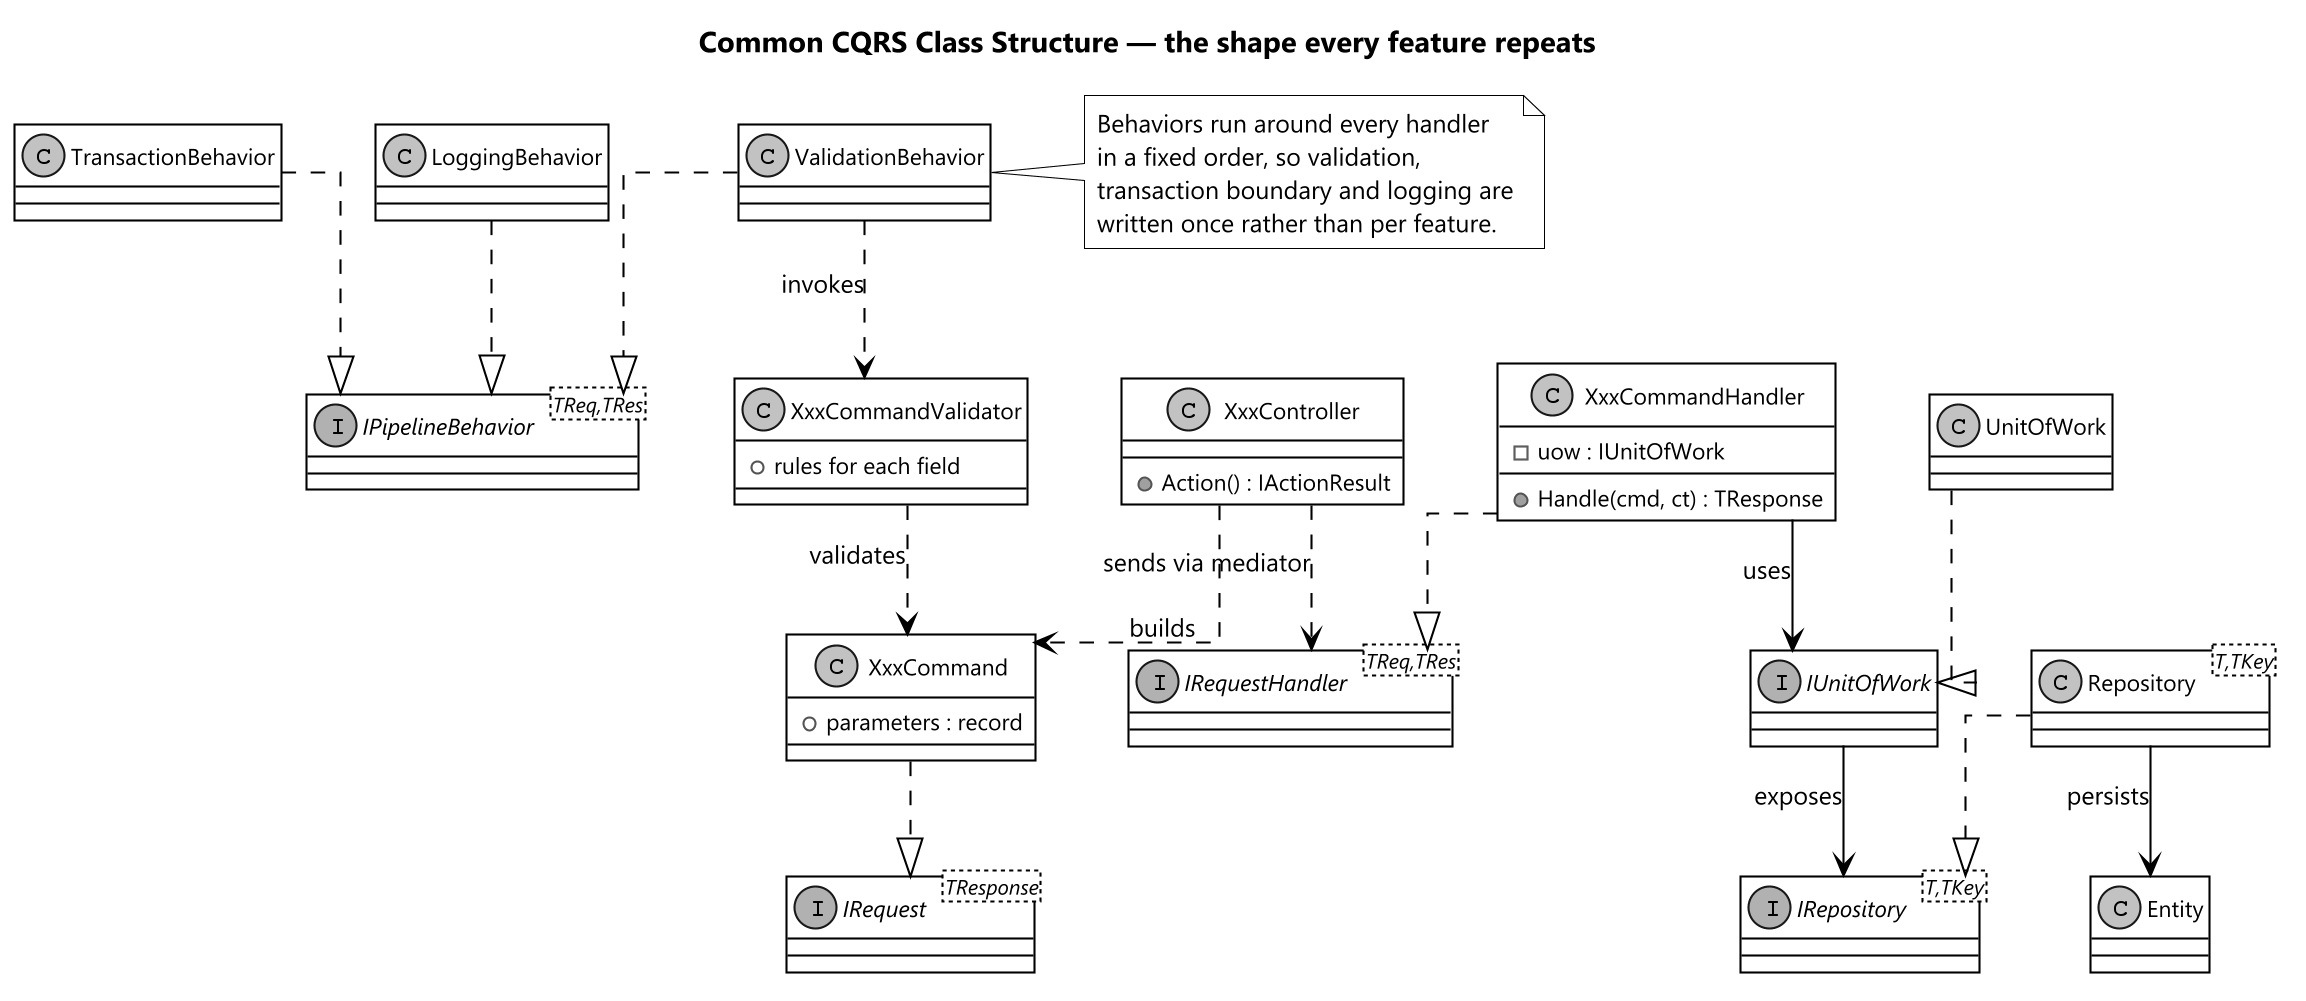 Common CQRS Class Structure — the shape every feature repeats
C TransactionBehavior
C LoggingBehavior
C ValidationBehavior
Behaviors run around every handler
in a fixed order, so validation,
transaction boundary and logging are
written once rather than per feature.
invokes
I IPipelineBehavior
TReq,TRes
C XxxCommandValidator
rules for each field
C XxxController
Action() : IActionResult
C XxxCommandHandler
uow : IUnitOfWork
Handle(cmd, ct) : TResponse
C UnitOfWork
validates
sends via mediator
uses
builds
C XxxCommand
parameters : record
I IRequestHandler
TReq,TRes
I IUnitOfWork
C Repository
T,TKey
exposes
persists
I IRequest
TResponse
I IRepository
T,TKey
C Entity